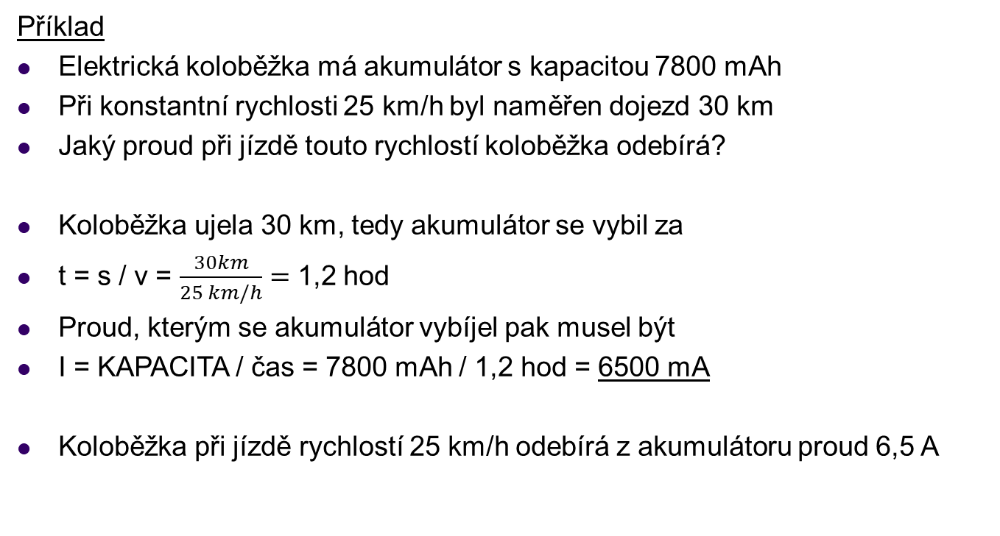 Příklad
• Elektrická koloběžka má akumulátor s kapacitou 7800 mAh
• Při konstantní rychlosti 25 km/h byl naměřen dojezd 30 km
• Jaký proud při jízdě touto rychlostí koloběžka odebírá?
• Koloběžka ujela 30 km, tedy akumulátor se vybil za
• t = s / v = 30km / 25 km/h = 1,2 hod
• Proud, kterým se akumulátor vybíjel pak musel být
• I = KAPACITA / čas = 7800 mAh / 1,2 hod = 6500 mA
• Koloběžka při jízdě rychlostí 25 km/h odebírá z akumulátoru proud 6,5 A